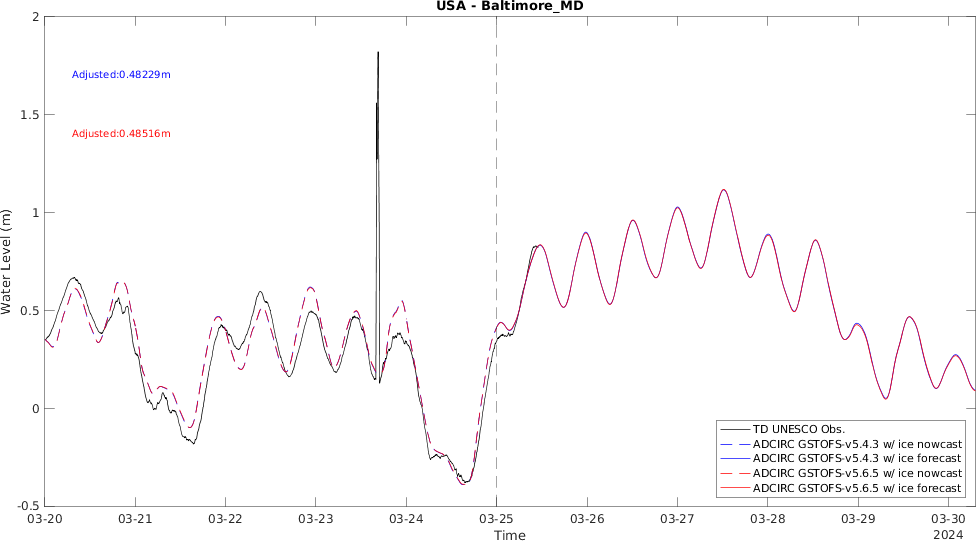 USA - Baltimore_MD
2
1.5
1
0.5
0
-0.5
Water Level (m)
Adjusted:0.48229m
Adjusted:0.48516m
TD UNESCO Obs.
ADCIRC GSTOFS-v5.4.3 w/ ice nowcast
ADCIRC GSTOFS-v5.4.3 w/ ice forecast
ADCIRC GSTOFS-v5.6.5 w/ ice nowcast
ADCIRC GSTOFS-v5.6.5 w/ ice forecast
03-20 03-21 03-22 03-23 03-24 03-25 03-26 03-27 03-28 03-29 03-30
Time
2024